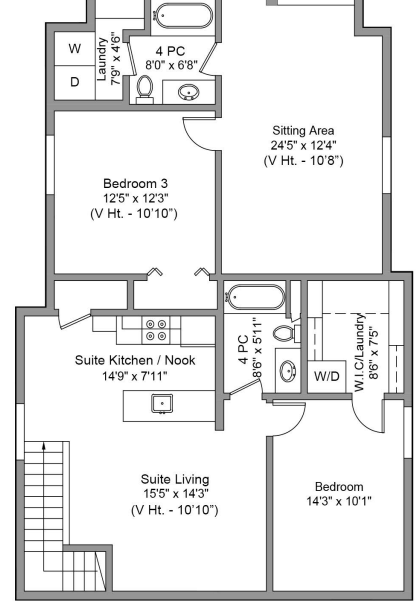 W
D
Laundry
7'9" x 4'6"
4 PC
8'0" x 6'8"
Sitting Area
24'5" x 12'4"
(V Ht. - 10'8")
Bedroom 3
12'5" x 12'3"
(V Ht. - 10'10")
Suite Kitchen / Nook
14'9" x 7'11"
4 PC
8'6" x 5'11"
W/D
W.I.C/Laundry
8'6" x 7'5"
Suite Living
15'5" x 14'3"
(V Ht. - 10'10")
Bedroom
14'3" x 10'1"